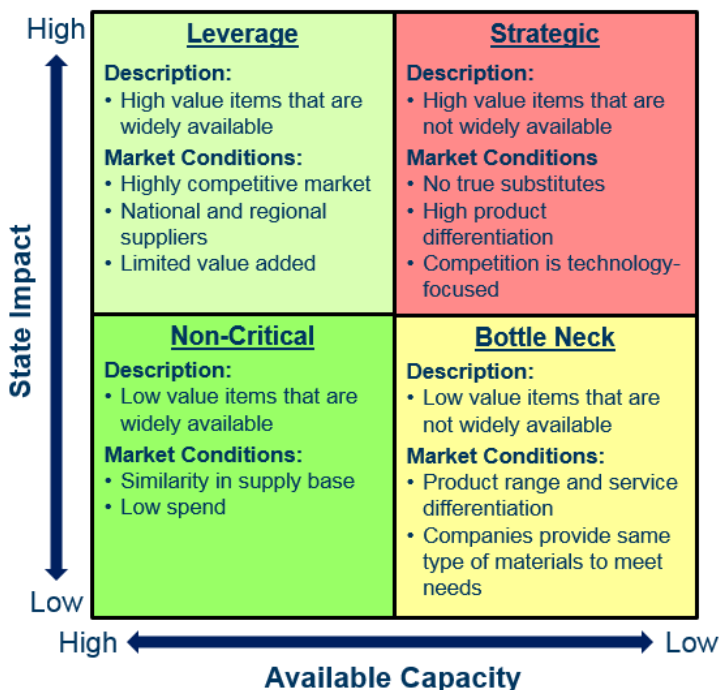 High
State Impact
Low
Leverage
Description:
• High value items that are
widely available
Market Conditions:
• Highly competitive market
• National and regional
suppliers
• Limited value added
Strategic
Description:
• High value items that are
not widely available
Market Conditions
• No true substitutes
• High product
differentiation
• Competition is technology-
focused
Non-Critical
Description:
• Low value items that are
widely available
Market Conditions:
• Similarity in supply base
• Low spend
Bottle Neck
Description:
• Low value items that are
not widely available
Market Conditions:
• Product range and service
differentiation
• Companies provide same
type of materials to meet
needs
High
Low
Available Capacity